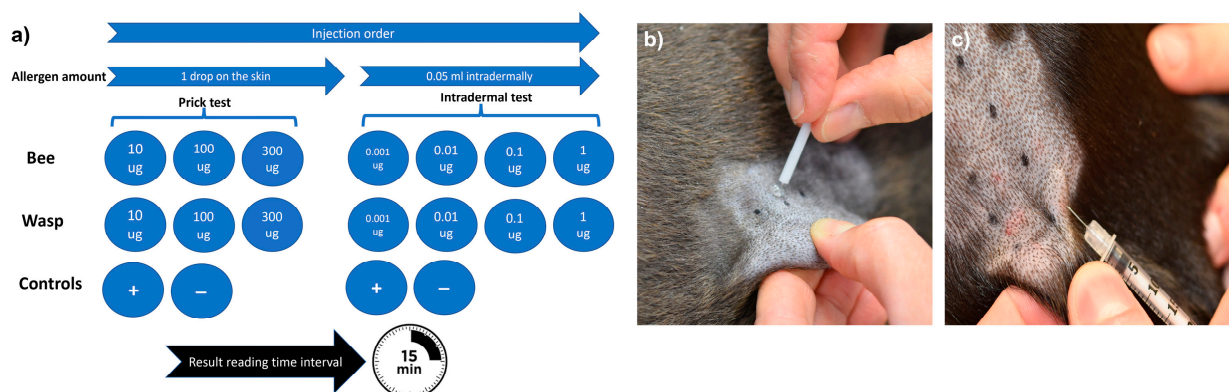 a)
Injection order
Allergen amount
1 drop on the skin
0.05 ml intradermally
Prick test
Intradermal test
Bee
10 ug
100 ug
300 ug
0.001 ug
0.01 ug
0.1 ug
1 ug
Wasp
10 ug
100 ug
300 ug
0.001 ug
0.01 ug
0.1 ug
1 ug
Controls
+
–
+
–
Result reading time interval
15
min
b)
c)
5